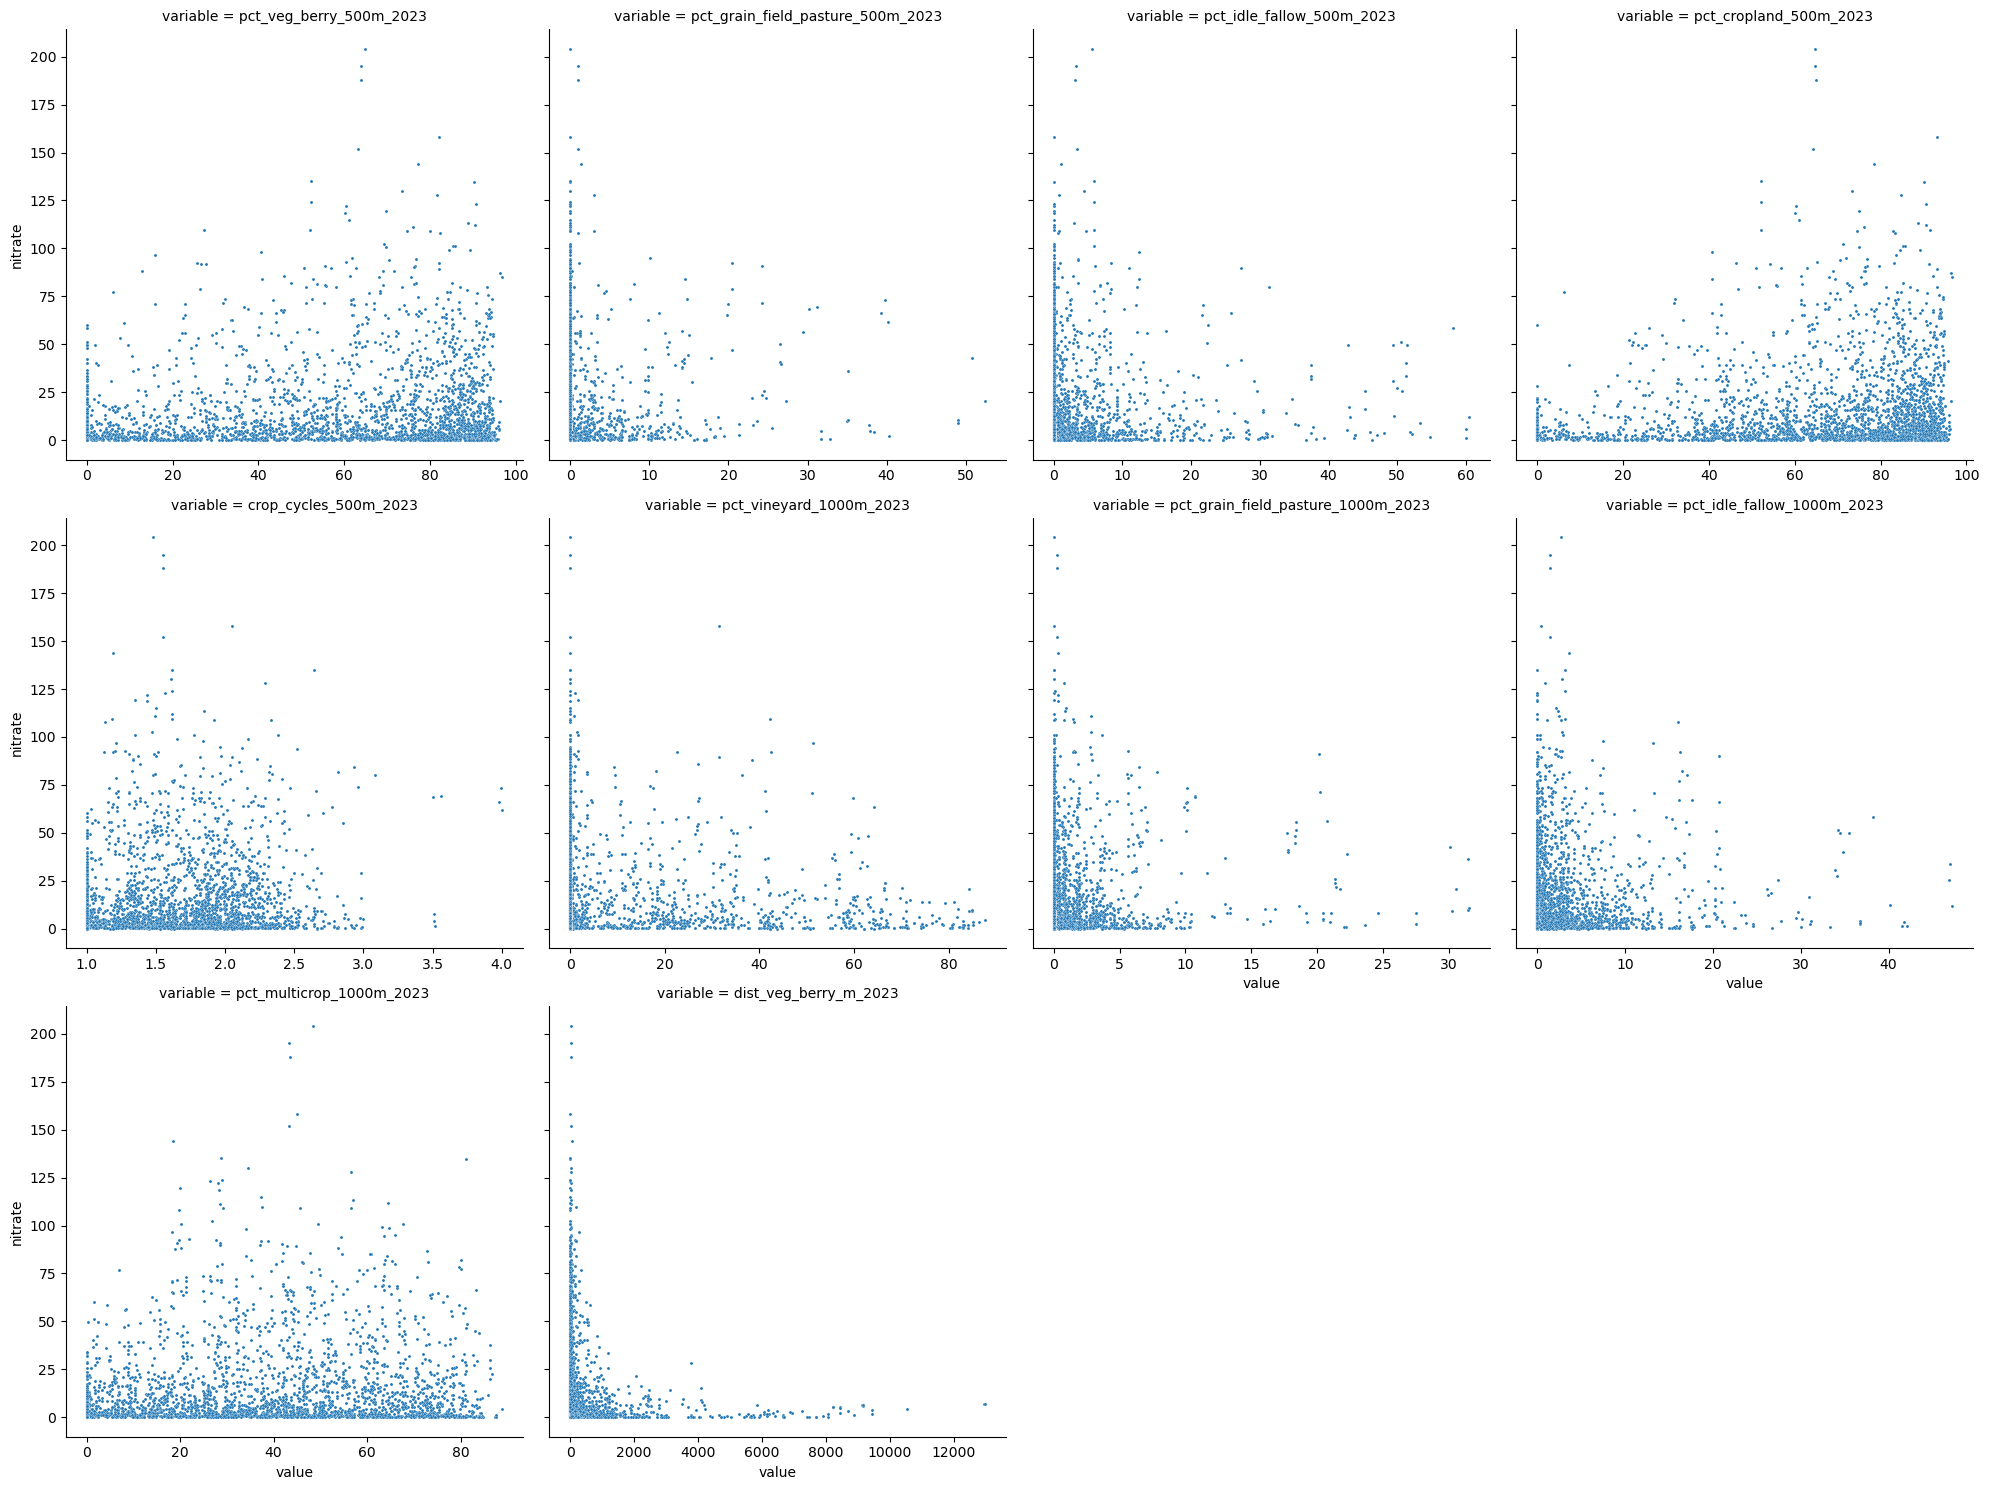 variable = pct_veg_berry_500m_2023
variable = pct_grain_field_pasture_500m_2023
variable = pct_idle_fallow_500m_2023
variable = pct_cropland_500m_2023
200
175
150
125
100
75
50
25
0
nitrate
0 20 40 60 80 100
0 10 20 30 40 50
0 10 20 30 40 50 60
0 20 40 60 80 100
variable = crop_cycles_500m_2023
variable = pct_vineyard_1000m_2023
variable = pct_grain_field_pasture_1000m_2023
variable = pct_idle_fallow_1000m_2023
200
175
150
125
100
75
50
25
0
nitrate
1.0 1.5 2.0 2.5 3.0 3.5 4.0
0 20 40 60 80
0 5 10 15 20 25 30
value
0 10 20 30 40
value
variable = pct_multicrop_1000m_2023
variable = dist_veg_berry_m_2023
200
175
150
125
100
75
50
25
0
nitrate
0 20 40 60 80
value
0 2000 4000 6000 8000 10000 12000
value